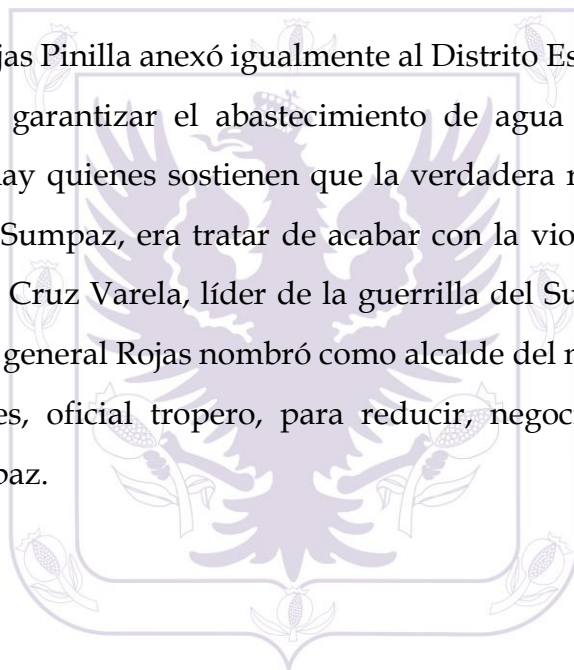 jas Pinilla anexó igualmente al Distrito Es
garantizar el abastecimiento de agua
ay quienes sostienen que la verdadera r
Sumpaz, era tratar de acabar con la vio
Cruz Varela, líder de la guerrilla del Su
general Rojas nombró como alcalde del r
es, oficial tropero, para reducir, negoc
paz.